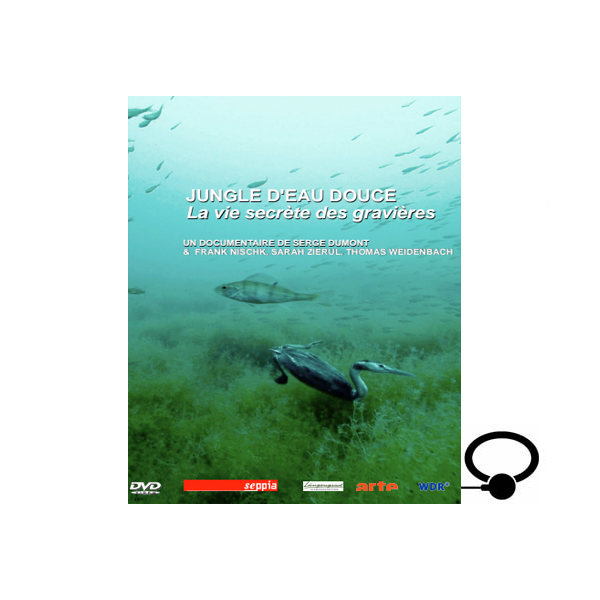 JUNGLE D'EAU DOUCE
La vie secrète des gravières
UN DOCUMENTAIRE DE SERGE DUMONT
& FRANK NISCHK, SARAH ZIERUL, THOMAS WEIDENBACH
DVD
VIDEO
seppia
arte
WDR